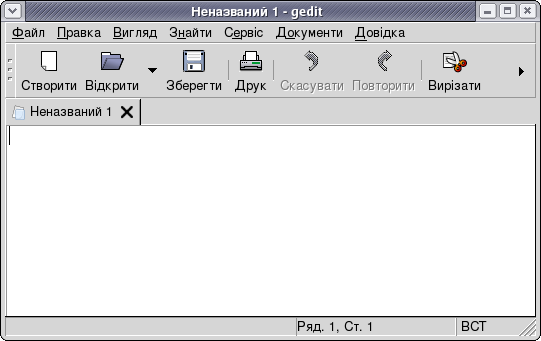 Неназваний 1 - gedit
Файл Правка Вигляд Знайти Сервіс Документи Довідка
Створити Відкрити Зберегти Друк Скасувати Повторити Вирізати
Неназваний 1
Ряд. 1, Ст. 1 ВСТ